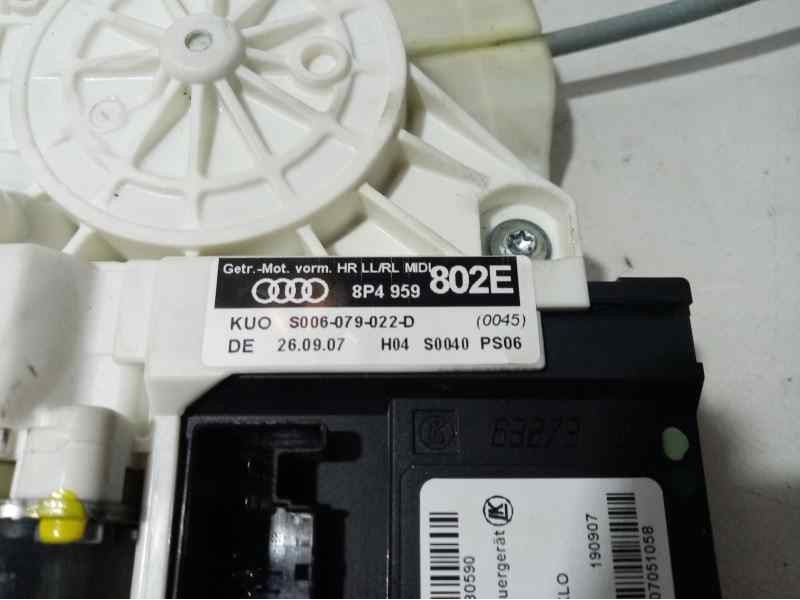 Getr.-Mot. vorm. HR LL/RL MIDI
8P4 959 802E
KUO S006-079-022-D (0045)
DE 26.09.07 H04 S0040 PS06
63273
190907
07051058